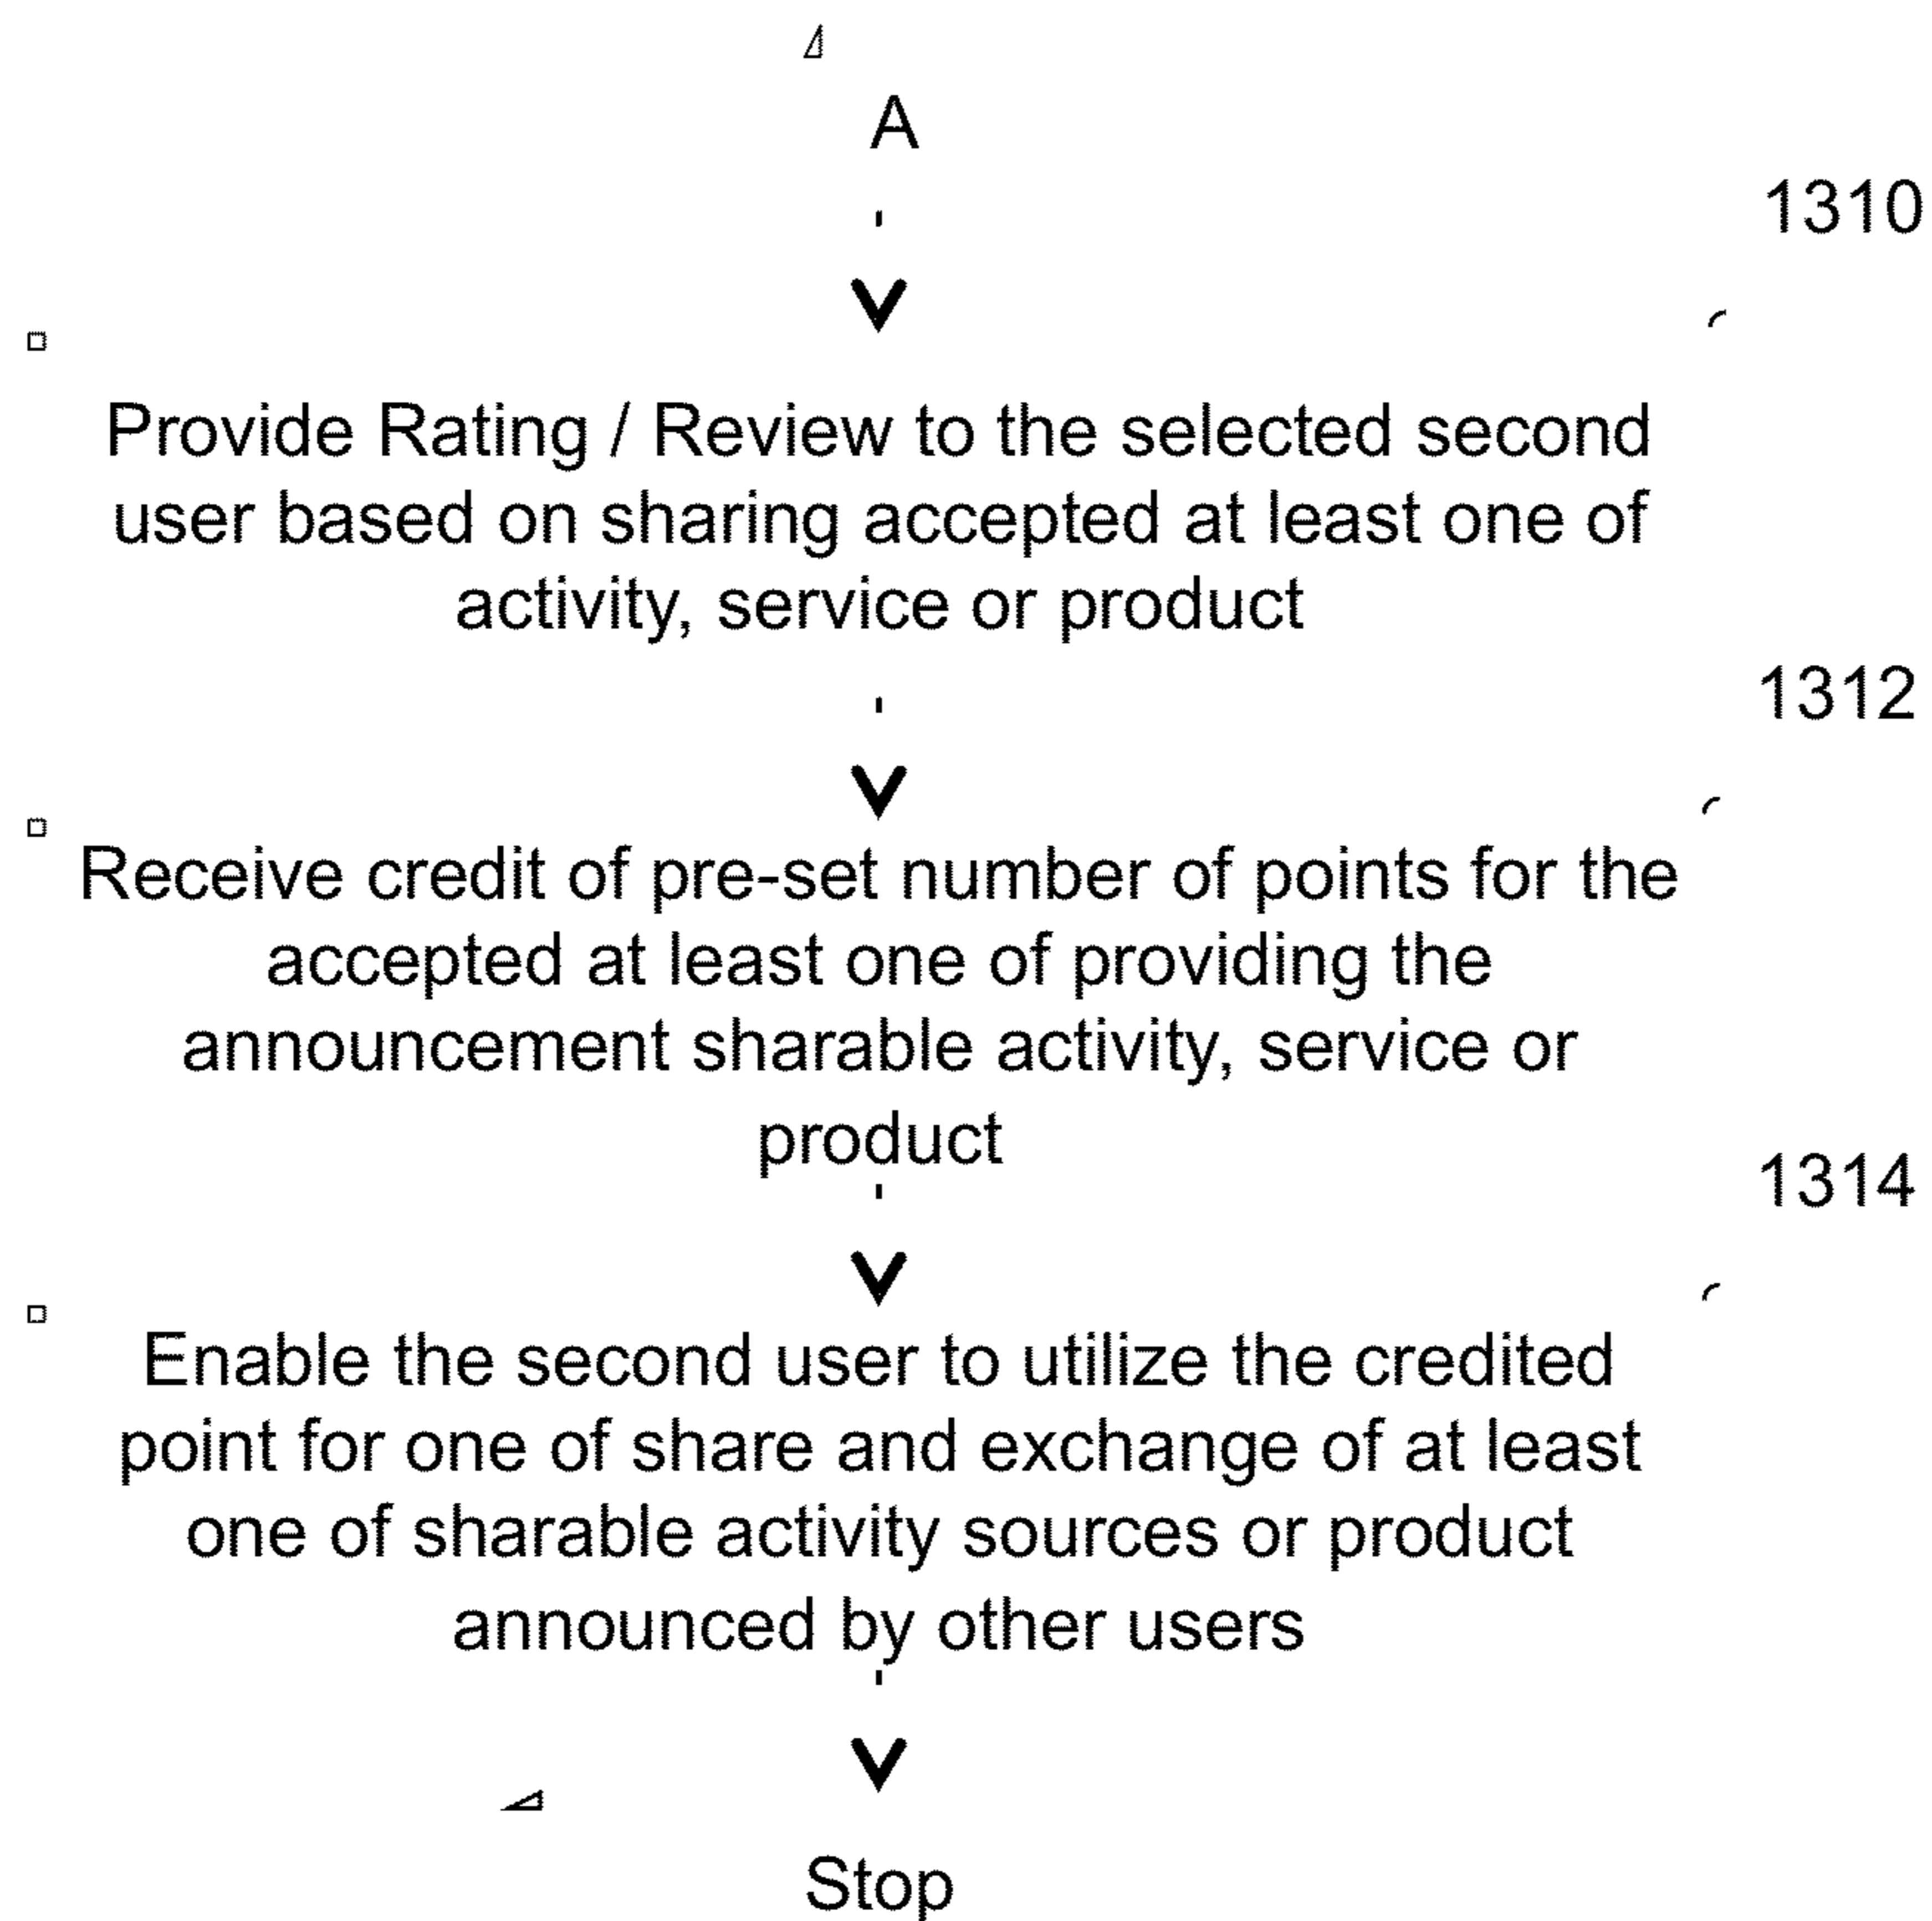 A
1310
Provide Rating / Review to the selected second
user based on sharing accepted at least one of
activity, service or product
1312
Receive credit of pre-set number of points for the
accepted at least one of providing the
announcement sharable activity, service or
product
1314
Enable the second user to utilize the credited
point for one of share and exchange of at least
one of sharable activity sources or product
announced by other users
Stop